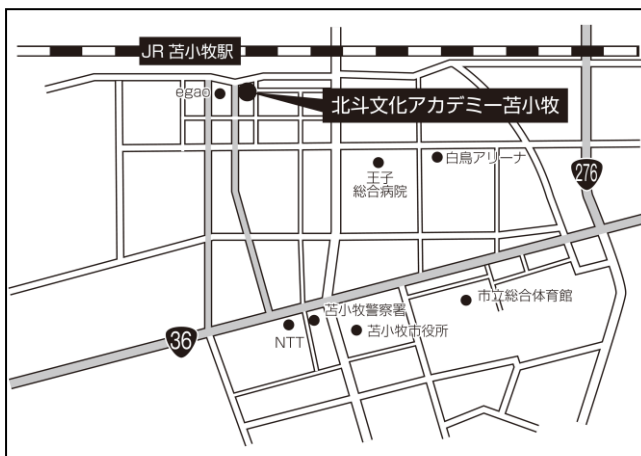 JR 苫小牧駅
egao
北斗文化アカデミー苫小牧
白鳥アリーナ
王子
総合病院
276
市立総合体育館
苫小牧警察署
苫小牧市役所
NTT
36